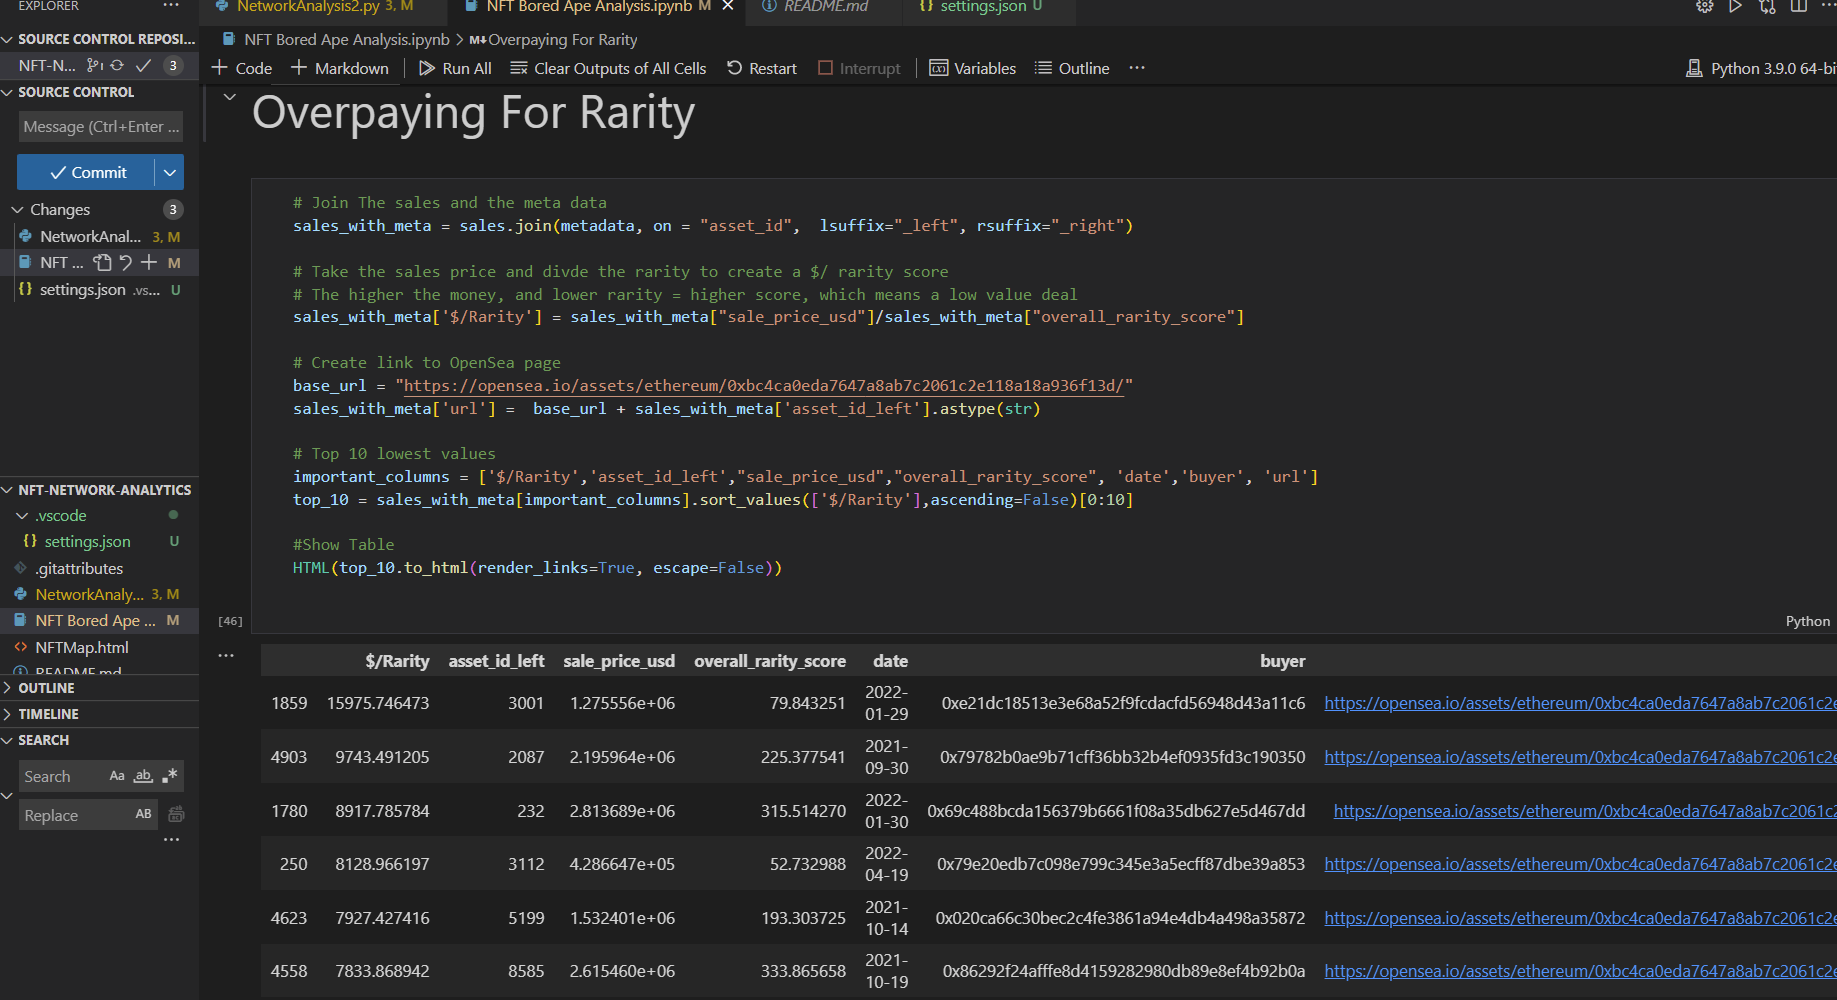 EXPLORER
SOURCE CONTROL REPOSI...
NFT-N... 3
SOURCE CONTROL
Message (Ctrl+Enter ...
Commit
Changes 3
NetworkAnal... 3, M
NFT ... M
settings.json .vs... U
NFT-NETWORK-ANALYTICS
.vscode
{} settings.json U
.gitattributes
NetworkAnaly... 3, M
NFT Bored Ape ... M
NFTMap.html
README.md
OUTLINE
TIMELINE
SEARCH
Search Aa ab
Replace AB
NetworkAnalysis2.py 3, M
NFT Bored Ape Analysis.ipynb M
README.md
{} settings.json U
NFT Bored Ape Analysis.ipynb > M Overpaying For Rarity
+ Code + Markdown Run All Clear Outputs of All Cells Restart Interrupt Variables Outline ...
Python 3.9.0 64-bi
Overpaying For Rarity
# Join The sales and the meta data
sales_with_meta = sales.join(metadata, on = "asset_id",  lsuffix="_left", rsuffix="_right")
# Take the sales price and divde the rarity to create a $/ rarity score
# The higher the money, and lower rarity = higher score, which means a low value deal
sales_with_meta['$/Rarity'] = sales_with_meta["sale_price_usd"]/sales_with_meta["overall_rarity_score"]
# Create link to OpenSea page
base_url = "https://opensea.io/assets/ethereum/0xbc4ca0eda7647a8ab7c2061c2e118a18a936f13d/"
sales_with_meta['url'] =  base_url + sales_with_meta['asset_id_left'].astype(str)
# Top 10 lowest values
important_columns = ['$/Rarity','asset_id_left',"sale_price_usd","overall_rarity_score", 'date','buyer', 'url']
top_10 = sales_with_meta[important_columns].sort_values(['$/Rarity'],ascending=False)[0:10]
#Show Table
HTML(top_10.to_html(render_links=True, escape=False))
[46]
Python
$/Rarity asset_id_left sale_price_usd overall_rarity_score date buyer
1859 15975.746473 3001 1.275556e+06 79.843251 2022-01-29 0xe21dc18513e3e68a52f9fcdacfd56948d43a11c6 https://opensea.io/assets/ethereum/0xbc4ca0eda7647a8ab7c2061c2e
4903 9743.491205 2087 2.195964e+06 225.377541 2021-09-30 0x79782b0ae9b71cff36bb32b4ef0935fd3c190350 https://opensea.io/assets/ethereum/0xbc4ca0eda7647a8ab7c2061c2e
1780 8917.785784 232 2.813689e+06 315.514270 2022-01-30 0x69c488bcda156379b6661f08a35db627e5d467dd https://opensea.io/assets/ethereum/0xbc4ca0eda7647a8ab7c2061c2
250 8128.966197 3112 4.286647e+05 52.732988 2022-04-19 0x79e20edb7c098e799c345e3a5ecff87dbe39a853 https://opensea.io/assets/ethereum/0xbc4ca0eda7647a8ab7c2061c2e
4623 7927.427416 5199 1.532401e+06 193.303725 2021-10-14 0x020ca66c30bec2c4fe3861a94e4db4a498a35872 https://opensea.io/assets/ethereum/0xbc4ca0eda7647a8ab7c2061c2e
4558 7833.868942 8585 2.615460e+06 333.865658 2021-10-19 0x86292f24afffe8d4159282980db89e8ef4b92b0a https://opensea.io/assets/ethereum/0xbc4ca0eda7647a8ab7c2061c2e